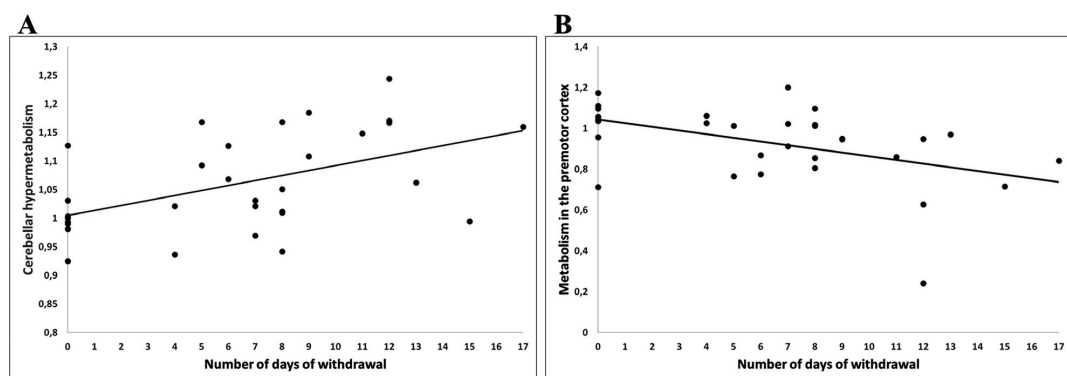 A
Cerebellar hypermetabolism
1,3
1,25
1,2
1,15
1,1
1,05
1
0,95
0,9
0,85
0,8
0 1 2 3 4 5 6 7 8 9 10 11 12 13 14 15 16 17
Number of days of withdrawal
B
Metabolism in the premotor cortex
1,4
1,2
1
0,8
0,6
0,4
0,2
0
0 1 2 3 4 5 6 7 8 9 10 11 12 13 14 15 16 17
Number of days of withdrawal